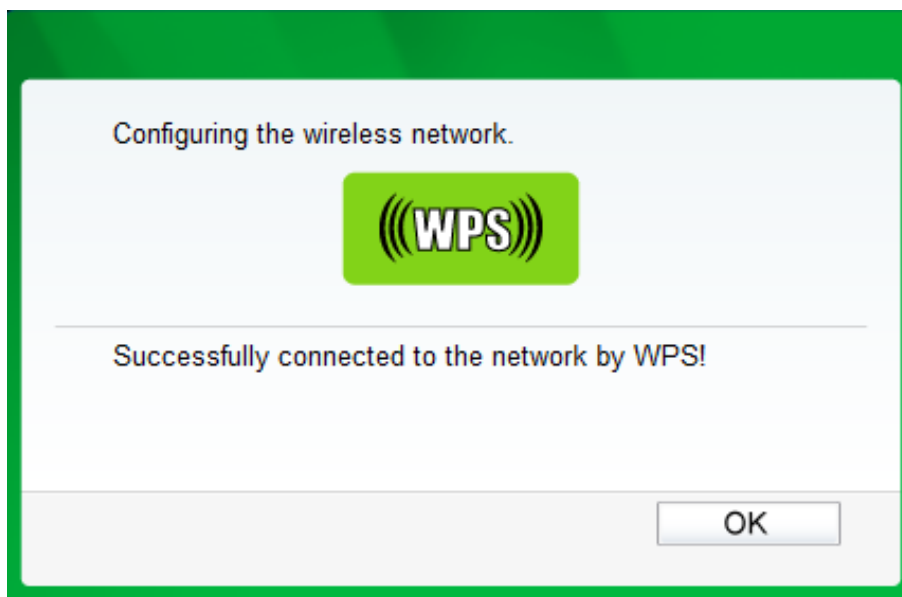 Configuring the wireless network.
WPS
Successfully connected to the network by WPS!
OK